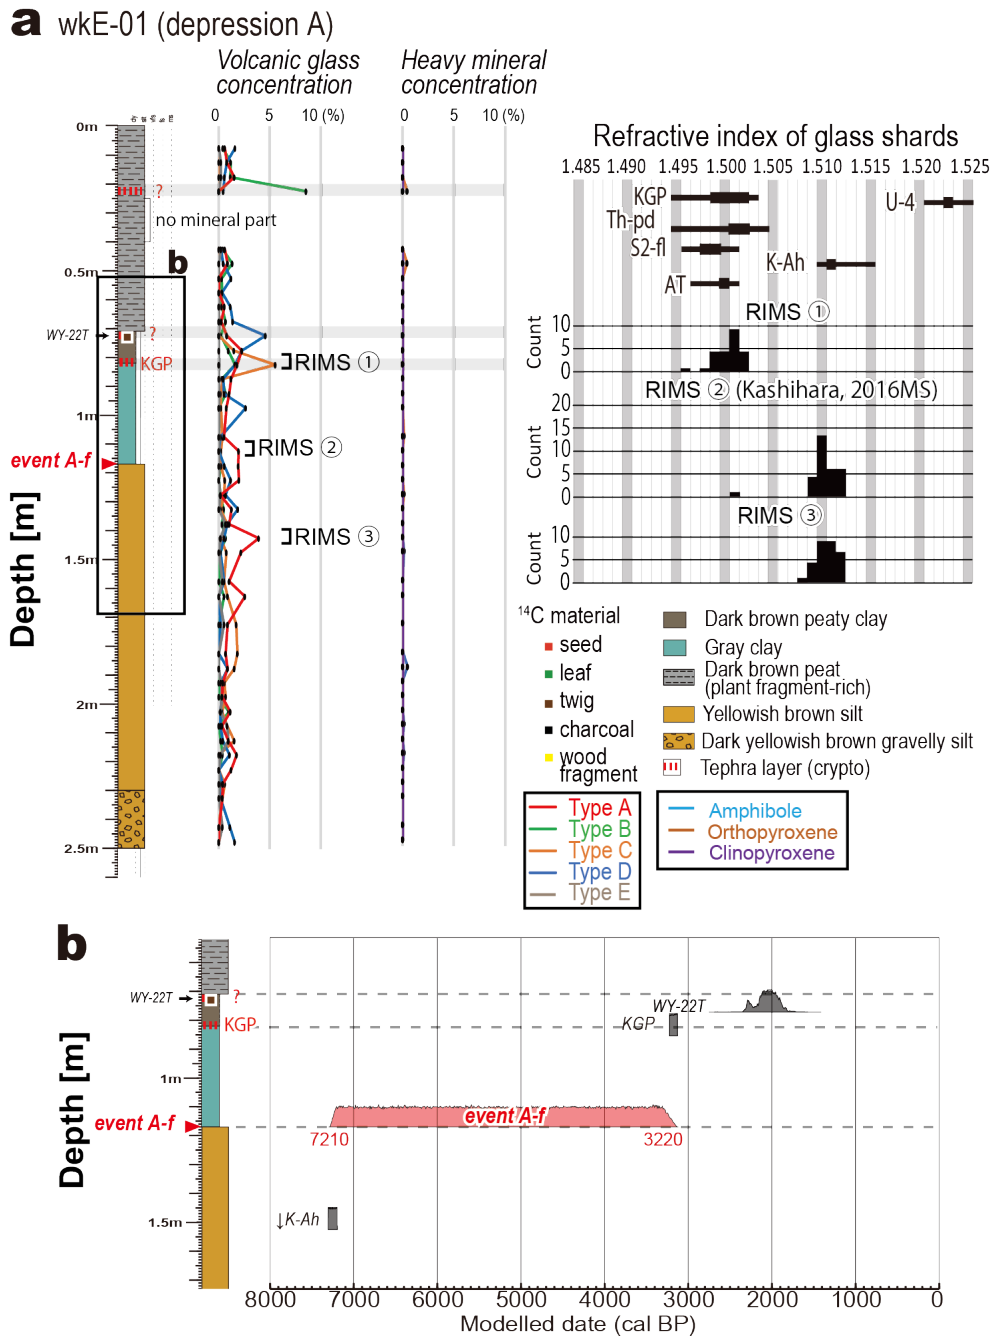 a wkE-01 (depression A)
Volcanic glass
concentration
Heavy mineral
concentration
0 5 10 (%)
0 5 10 (%)
0m
?
no mineral part
b
0.5m
WY-22T
?
KGP
1m
event A-f
1.5m
2m
2.5m
Depth [m]
RIMS ①
RIMS ②
RIMS ③
Refractive index of glass shards
1.485 1.490 1.495 1.500 1.505 1.510 1.515 1.520 1.525
KGP
U-4
Th-pd
S2-fl
K-Ah
AT
RIMS ①
Count
10
5
0
RIMS ② (Kashihara, 2016MS)
Count
20
15
10
5
0
RIMS ③
Count
10
5
0
14C material
seed
leaf
twig
charcoal
wood
fragment
Dark brown peaty clay
Gray clay
Dark brown peat
(plant fragment-rich)
Yellowish brown silt
Dark yellowish brown gravelly silt
Tephra layer (crypto)
Type A
Type B
Type C
Type D
Type E
Amphibole
Orthopyroxene
Clinopyroxene
b
WY-22T
?
KGP
1m
event A-f
1.5m
Depth [m]
WY-22T
KGP
event A-f
7210
3220
↓K-Ah
8000 7000 6000 5000 4000 3000 2000 1000 0
Modelled date (cal BP)